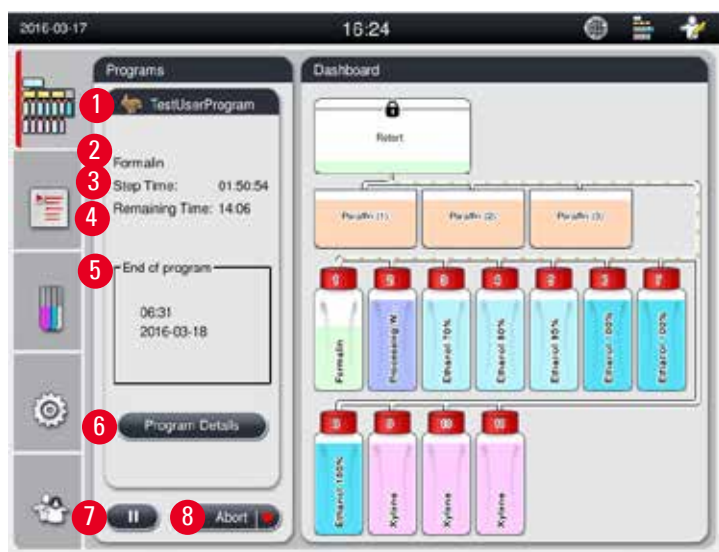 2016-03-17
16:24
Programs
1
TestUserProgram
2
Formalin
3
Step Time: 01:50:54
4
Remaining Time: 14:06
5
End of program
06:31
2016-03-18
6
Program Details
7
8
Abort
Dashboard
Retort
Paraffin (1)
Paraffin (2)
Paraffin (3)
Formalin
Processing W.
Ethanol 70%
Ethanol 80%
Ethanol 95%
Ethanol 100%
Ethanol 100%
Ethanol 100%
Xylene
Xylene
Xylene